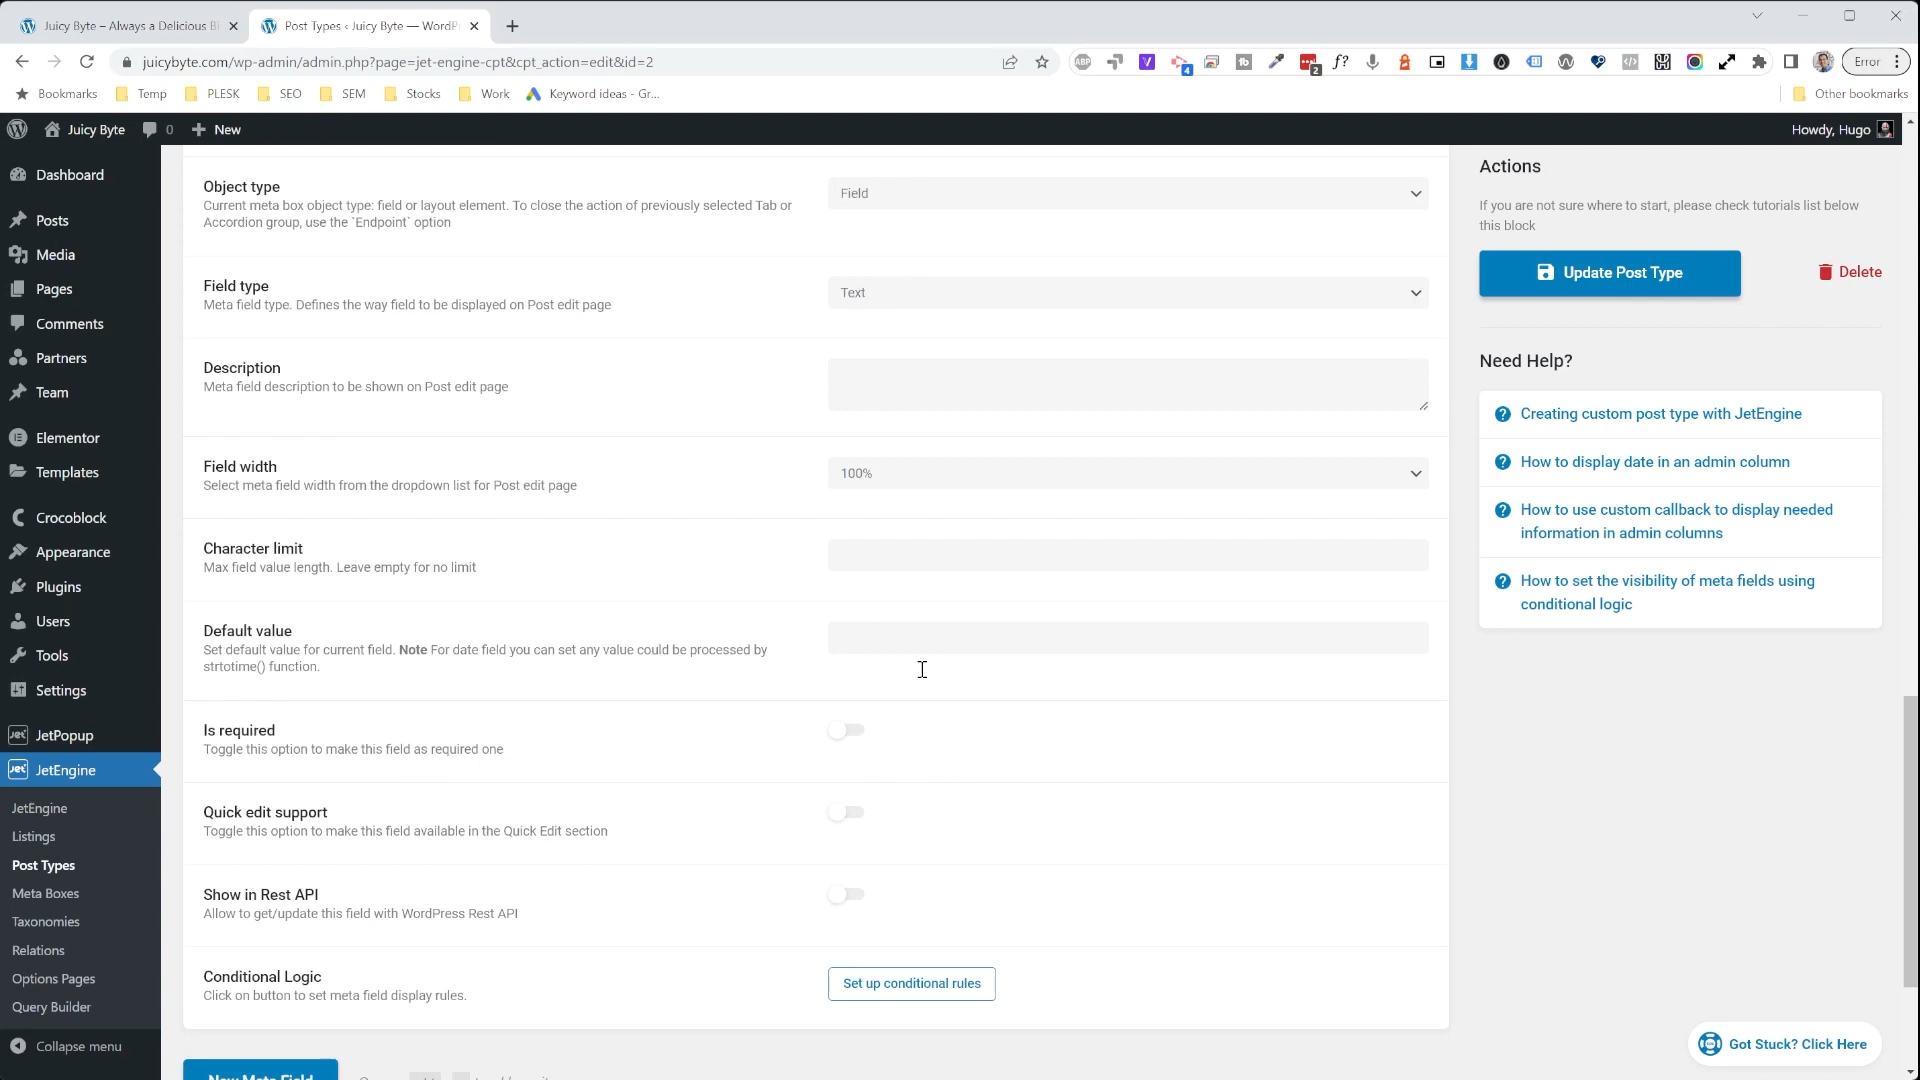 Juicy Byte – Always a Delicious Bi
Post Types ‹ Juicy Byte — WordPr
juicybyte.com/wp-admin/admin.php?page=jet-engine-cpt&cpt_action=edit&id=2
ABP
4
2
f?
Error
Bookmarks
Temp
PLESK
SEO
SEM
Stocks
Work
Keyword ideas - Gr...
Other bookmarks
Juicy Byte
0
New
Howdy, Hugo
Dashboard
Posts
Media
Pages
Comments
Partners
Team
Elementor
Templates
Crocoblock
Appearance
Plugins
Users
Tools
Settings
JetPopup
JetEngine
JetEngine
Listings
Post Types
Meta Boxes
Taxonomies
Relations
Options Pages
Query Builder
Collapse menu
Object type
Current meta box object type: field or layout element. To close the action of previously selected Tab or
Accordion group, use the `Endpoint` option
Field
Field type
Meta field type. Defines the way field to be displayed on Post edit page
Text
Description
Meta field description to be shown on Post edit page
Field width
Select meta field width from the dropdown list for Post edit page
100%
Character limit
Max field value length. Leave empty for no limit
Default value
Set default value for current field. Note For date field you can set any value could be processed by
strtotime() function.
Is required
Toggle this option to make this field as required one
Quick edit support
Toggle this option to make this field available in the Quick Edit section
Show in Rest API
Allow to get/update this field with WordPress Rest API
Conditional Logic
Click on button to set meta field display rules.
Set up conditional rules
New Meta Field
Actions
If you are not sure where to start, please check tutorials list below
this block
Update Post Type
Delete
Need Help?
Creating custom post type with JetEngine
How to display date in an admin column
How to use custom callback to display needed
information in admin columns
How to set the visibility of meta fields using
conditional logic
Got Stuck? Click Here